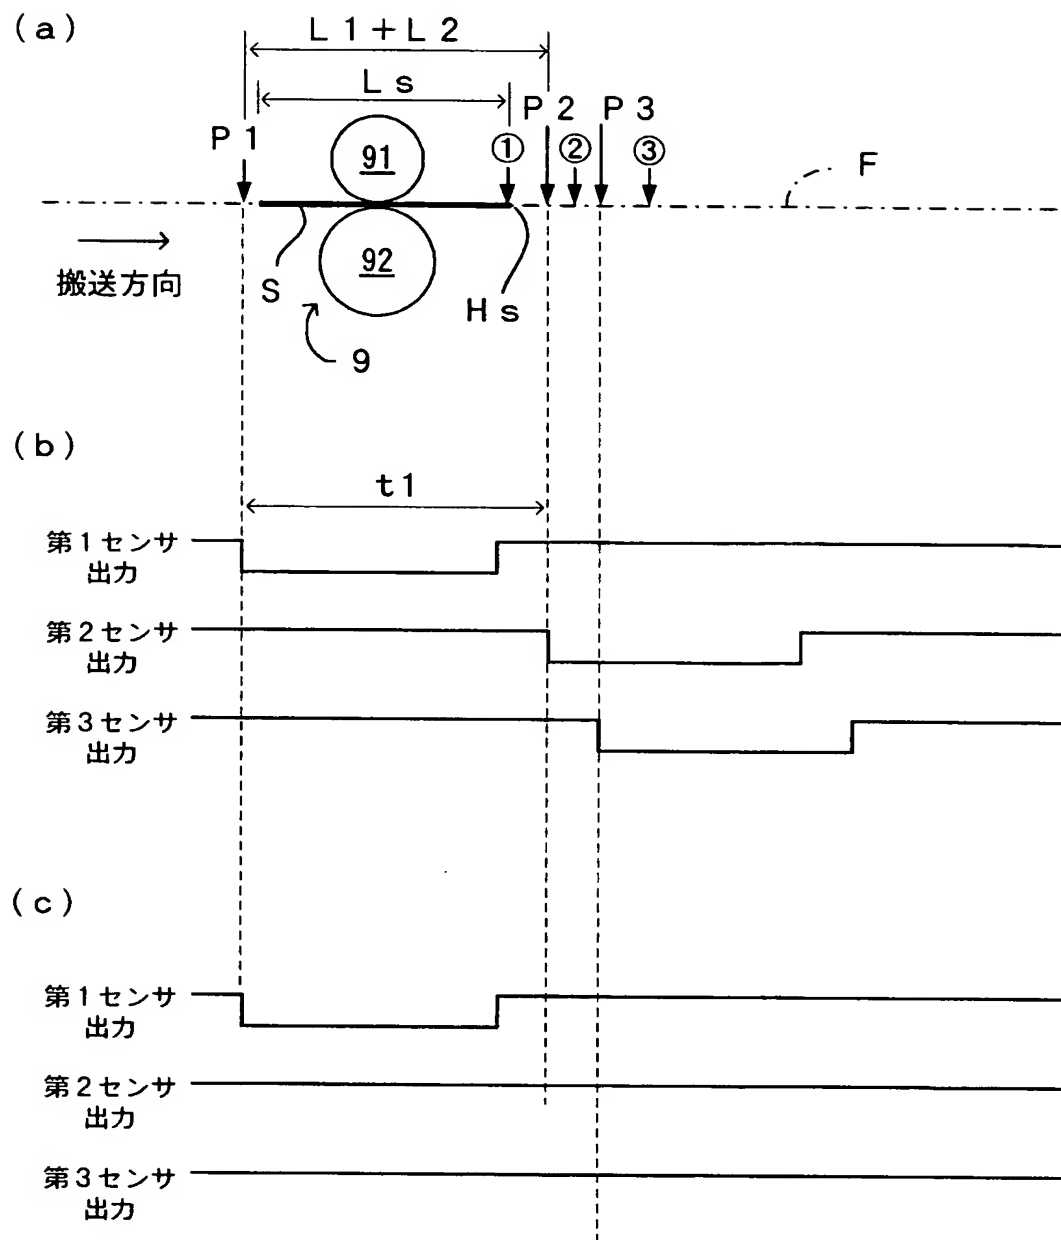 (a)
L1+L2
Ls
P1
91
①
P2
②
P3
③
F
搬送方向
S
92
Hs
9
(b)
t1
第1センサ
出力
第2センサ
出力
第3センサ
出力
(c)
第1センサ
出力
第2センサ
出力
第3センサ
出力